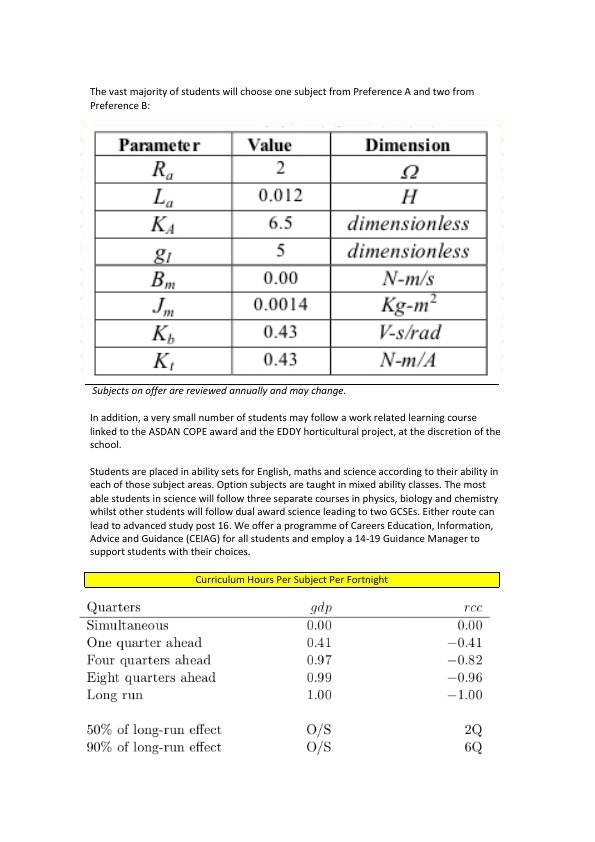 The vast majority of students will choose one subject from Preference A and two from
Preference B:
Parameter Value Dimension
Rₐ 2 Ω
Lₐ 0.012 H
K_A 6.5 dimensionless
g_I 5 dimensionless
B_m 0.00 N-m/s
J_m 0.0014 Kg-m²
K_b 0.43 V-s/rad
K_t 0.43 N-m/A
Subjects on offer are reviewed annually and may change.
In addition, a very small number of students may follow a work related learning course
linked to the ASDAN COPE award and the EDDY horticultural project, at the discretion of the
school.
Students are placed in ability sets for English, maths and science according to their ability in
each of those subject areas. Option subjects are taught in mixed ability classes. The most
able students in science will follow three separate courses in physics, biology and chemistry
whilst other students will follow dual award science leading to two GCSEs. Either route can
lead to advanced study post 16. We offer a programme of Careers Education, Information,
Advice and Guidance (CEIAG) for all students and employ a 14-19 Guidance Manager to
support students with their choices.
Curriculum Hours Per Subject Per Fortnight
Quarters gdp rcc
Simultaneous 0.00 0.00
One quarter ahead 0.41 −0.41
Four quarters ahead 0.97 −0.82
Eight quarters ahead 0.99 −0.96
Long run 1.00 −1.00
50% of long-run effect O/S 2Q
90% of long-run effect O/S 6Q